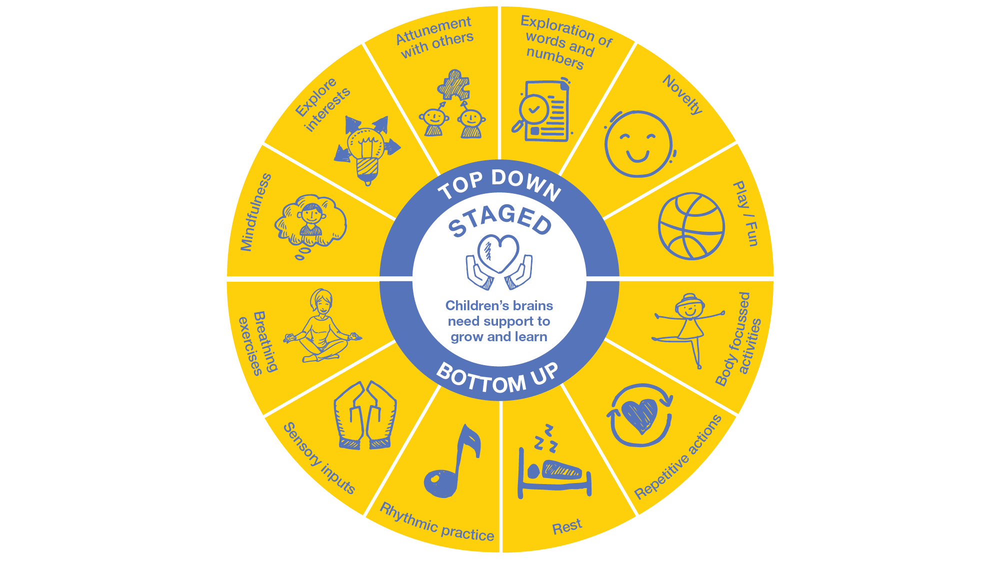 Attunement
with others
Exploration of
words and
numbers
Novelty
Play / Fun
Explore
interests
Mindfulness
TOP DOWN
STAGED
Children’s brains
need support to
grow and learn
BOTTOM UP
Body focussed
activities
Repetitive actions
Rest
z
z z
Rhythmic practice
Sensory inputs
Breathing
exercises